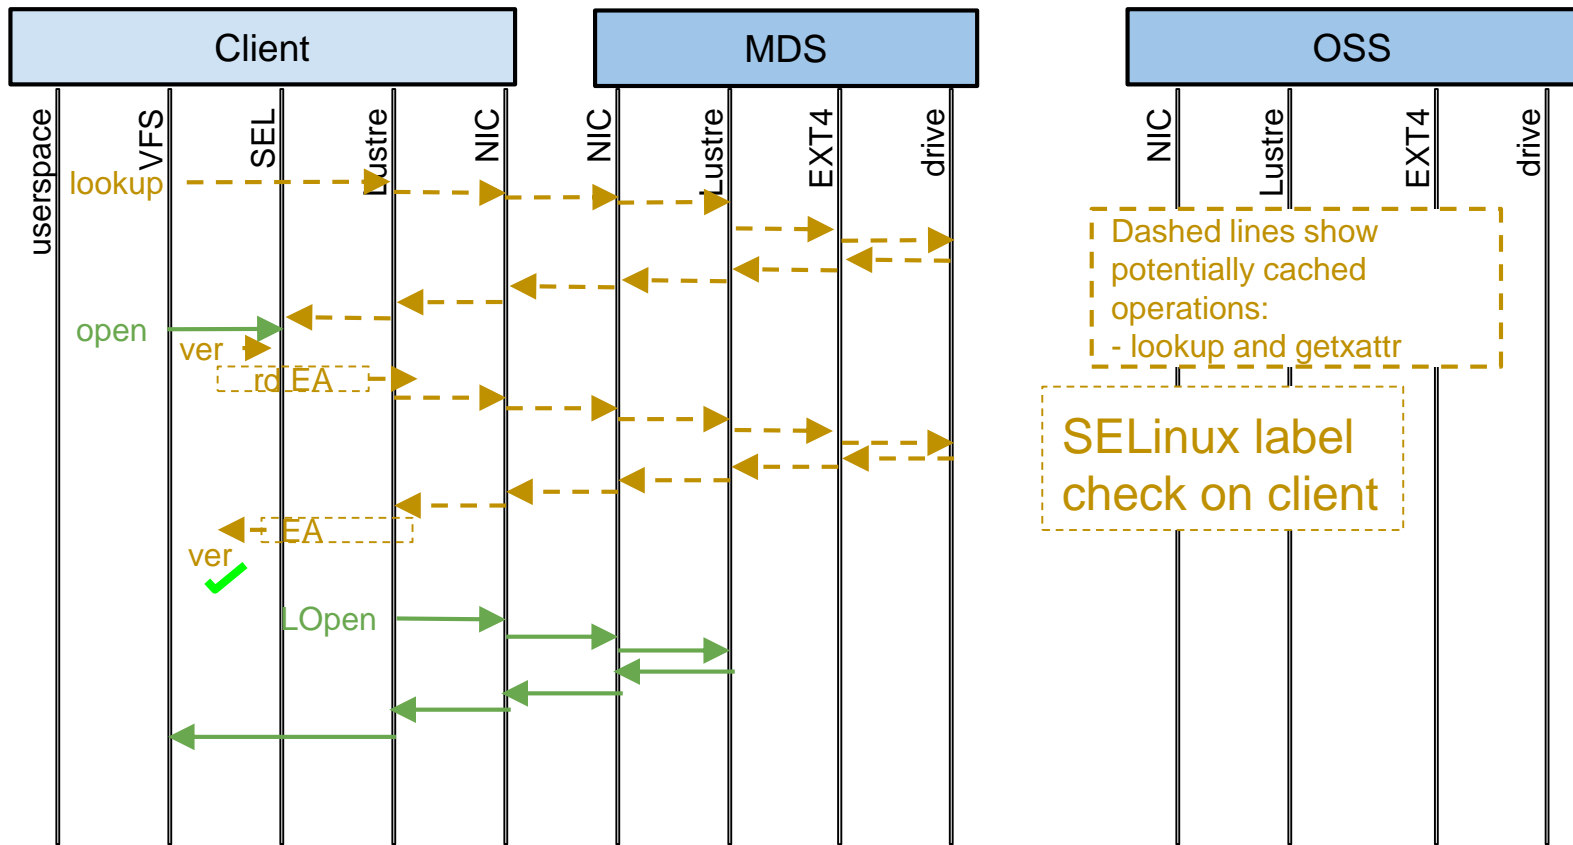 Client
MDS
OSS
userspace
VFS
SEL
Lustre
NIC
NIC
Lustre
EXT4
drive
NIC
Lustre
EXT4
drive
lookup
Dashed lines show
potentially cached
operations:
- lookup and getxattr
open
ver
rd EA
SELinux label
check on client
EA
ver
LOpen